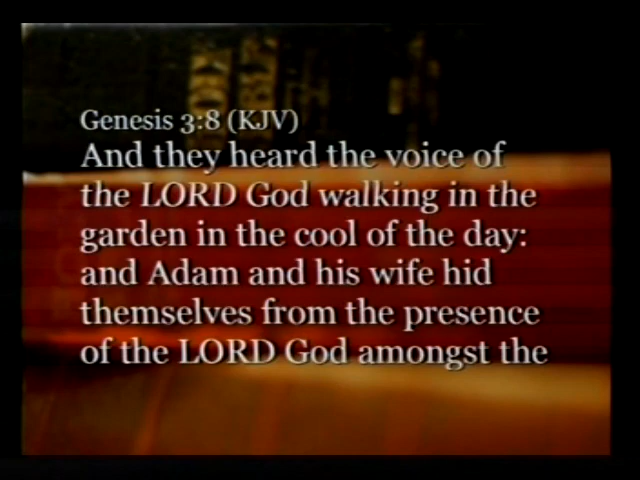 Genesis 3:8 (KJV)
And they heard the voice of
the LORD God walking in the
garden in the cool of the day:
and Adam and his wife hid
themselves from the presence
of the LORD God amongst the